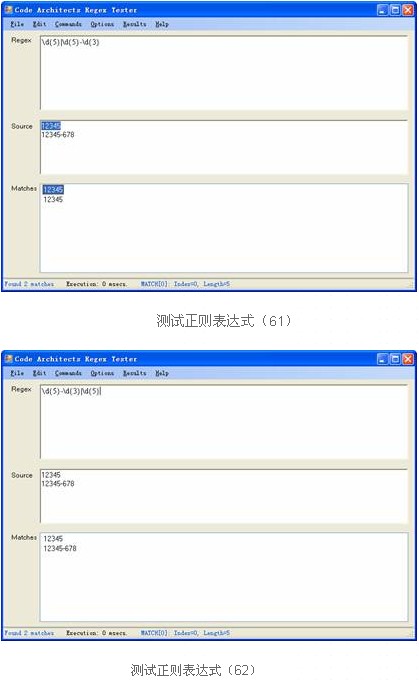 Code Architects Regex Tester
File Edit Commands Options Results Help
Regex
\d{5}|\d{5}-\d{3}
Source
12345
12345-678
Matches
12345
12345
Found 2 matches Execution: 0 msecs. MATCH[0]: Index=0, Length=5
测试正则表达式（61）
Code Architects Regex Tester
File Edit Commands Options Results Help
Regex
\d{5}-\d{3}|\d{5}
Source
12345
12345-678
Matches
12345
12345-678
Found 2 matches Execution: 0 msecs. MATCH[0]: Index=0, Length=5
测试正则表达式（62）